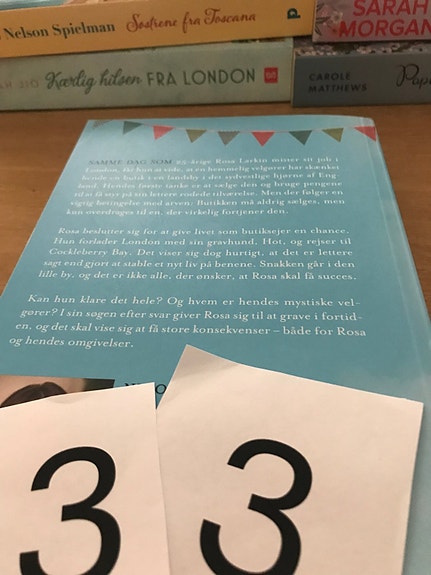 Nelson Spielman Søstrene fra Toscana P
SARAH
MORGAN
AH JIO Kærlig hilsen FRA LONDON
CAROLE
MATTHEWS
SAMME DAG SOM 25-årige Rosa Larkin mister sit job i
London, får hun at vide, at en hemmelig velgører har skænket
hende en butik i en landsby i det sydvestlige hjørne af Eng-
land. Hendes første tanke er at sælge den og bruge pengene
til at få styr på sin lettere rodede tilværelse. Men der følger en
vigtig betingelse med arven: Butikken må aldrig sælges, men
kun overdrages til en, der virkelig fortjener den.
Rosa beslutter sig for at give livet som butiksejer en chance.
Hun forlader London med sin gravhund, Hot, og rejser til
Cockleberry Bay. Det viser sig dog hurtigt, at det er lettere
sagt end gjort at stable et nyt liv på benene. Snakken går i den
lille by, og det er ikke alle, der ønsker, at Rosa skal få succes.
Kan hun klare det hele? Og hvem er hendes mystiske vel-
gører? I sin søgen efter svar giver Rosa sig til at grave i forti-
den, og det skal vise sig at få store konsekvenser – både for Rosa
og hendes omgivelser.
3 3